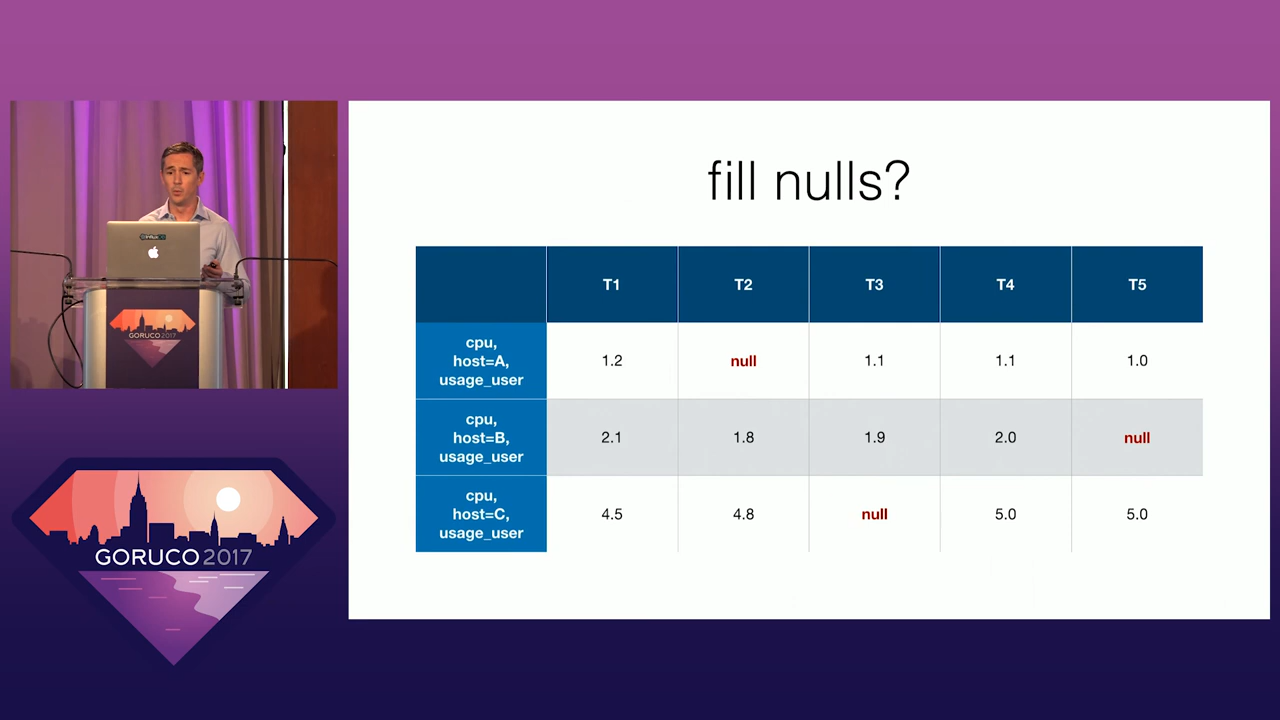 fill nulls?
T1 T2 T3 T4 T5
cpu,
host=A,
usage_user
1.2 null 1.1 1.1 1.0
cpu,
host=B,
usage_user
2.1 1.8 1.9 2.0 null
cpu,
host=C,
usage_user
4.5 4.8 null 5.0 5.0
GORUCO 2017
GORUCO 2017